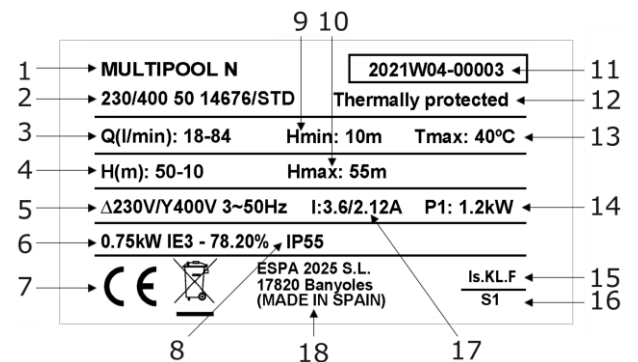 9 10
1 MULTIPOOL N 2021W04-00003 11
2 230/400 50 14676/STD Thermally protected 12
3 Q(l/min): 18-84 Hmin: 10m Tmax: 40ºC 13
4 H(m): 50-10 Hmax: 55m
5 Δ230V/Y400V 3~50Hz I:3.6/2.12A P1: 1.2kW 14
6 0.75kW IE3 - 78.20% IP55
7 CE ESPA 2025 S.L. Is.KL.F 15
17820 Banyoles
(MADE IN SPAIN) S1 16
8 18 17